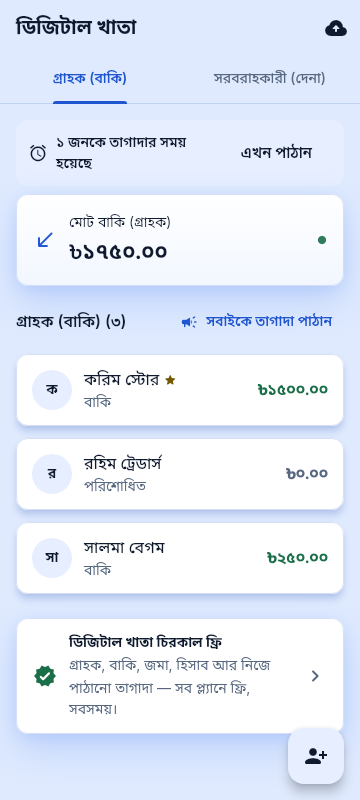 ডিজিটাল খাতা
গ্রাহক (বাকি)
সরবরাহকারী (দেনা)
১ জনকে তাগাদার সময়
হয়েছে
এখন পাঠান
মোট বাকি (গ্রাহক)
৳১৭৫০.০০
গ্রাহক (বাকি) (৩)
সবাইকে তাগাদা পাঠান
ক
করিম স্টোর
বাকি
৳১৫০০.০০
র
রহিম ট্রেডার্স
পরিশোধিত
৳০.০০
সা
সালমা বেগম
বাকি
৳২৫০.০০
ডিজিটাল খাতা চিরকাল ফ্রি
গ্রাহক, বাকি, জমা, হিসাব আর নিজে
পাঠানো তাগাদা — সব প্ল্যানে ফ্রি,
সবসময়।